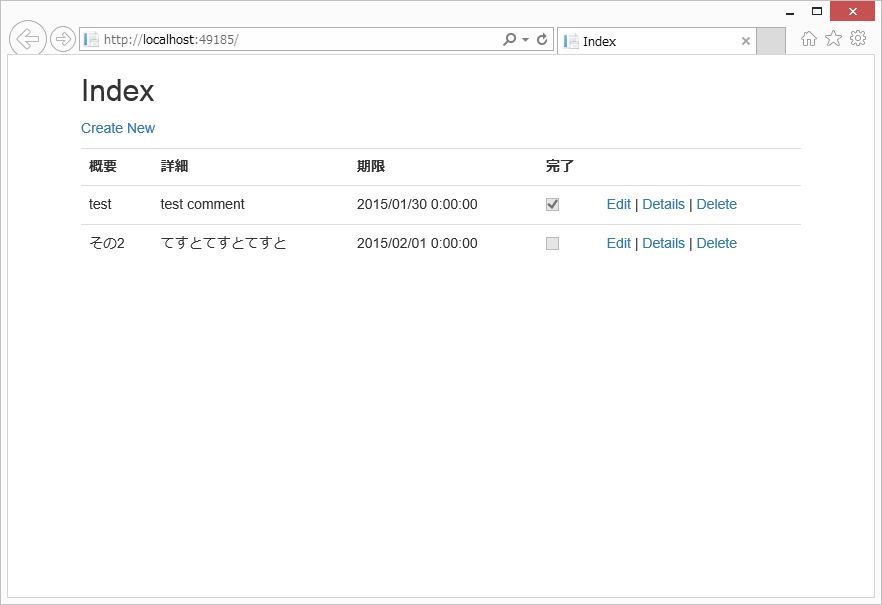 http://localhost:49185/
Index
Index
Create New
概要 詳細 期限 完了
test test comment 2015/01/30 0:00:00 Edit | Details | Delete
その2 てすとてすとてすと 2015/02/01 0:00:00 Edit | Details | Delete